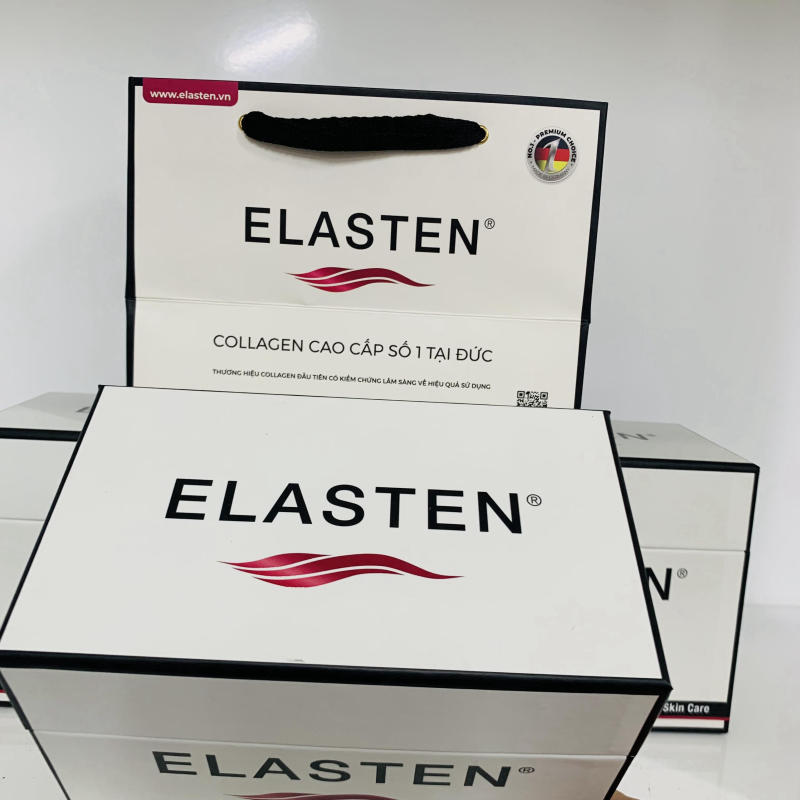 www.elasten.vn
NO.1 - PREMIUM CHOICE
1
ELASTEN®
COLLAGEN CAO CẤP SỐ 1 TẠI ĐỨC
THƯƠNG HIỆU COLLAGEN ĐẦU TIÊN CÓ KIỂM CHỨNG LÂM SÀNG VỀ HIỆU QUẢ SỬ DỤNG
N®
ELASTEN®
N®
Skin Care
ELASTEN®